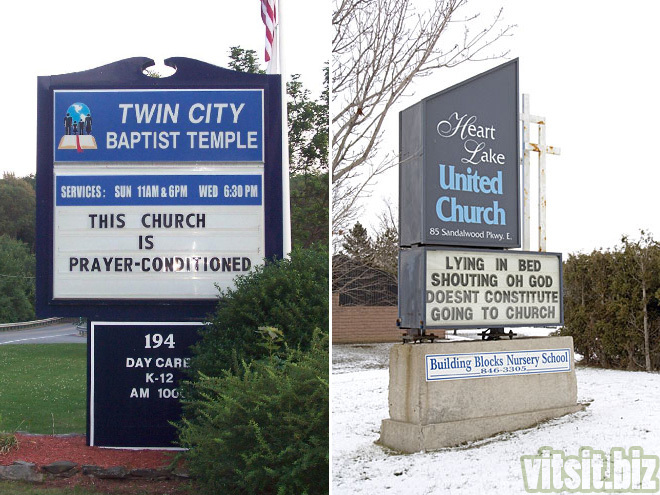 TWIN CITY
BAPTIST TEMPLE
SERVICES: SUN 11AM & 6PM WED 6:30 PM
THIS CHURCH
IS
PRAYER-CONDITIONED
194
DAY CARE
K-12
AM 100
Heart
Lake
United
Church
85 Sandalwood Pkwy. E.
LYING IN BED
SHOUTING OH GOD
DOESNT CONSTITUTE
GOING TO CHURCH
Building Blocks Nursery School
846-3305
vitsit.biz